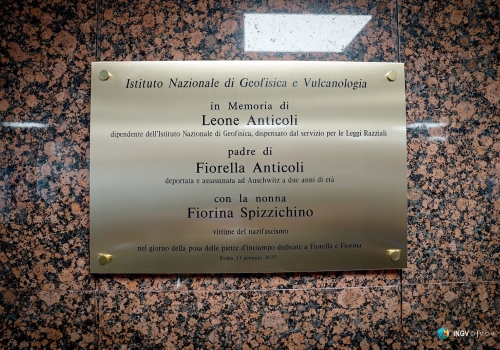 Istituto Nazionale di Geofisica e Vulcanologia
in Memoria di
Leone Anticoli
dipendente dell'Istituto Nazionale di Geofisica, dispensato dal servizio per le Leggi Razziali
padre di
Fiorella Anticoli
deportata e assassinata ad Auschwitz a due anni di età
con la nonna
Fiorina Spizzichino
vittime del nazifascismo
nel giorno della posa delle pietre d'inciampo dedicate a Fiorella e Fiorina
Roma, gennaio
INGV